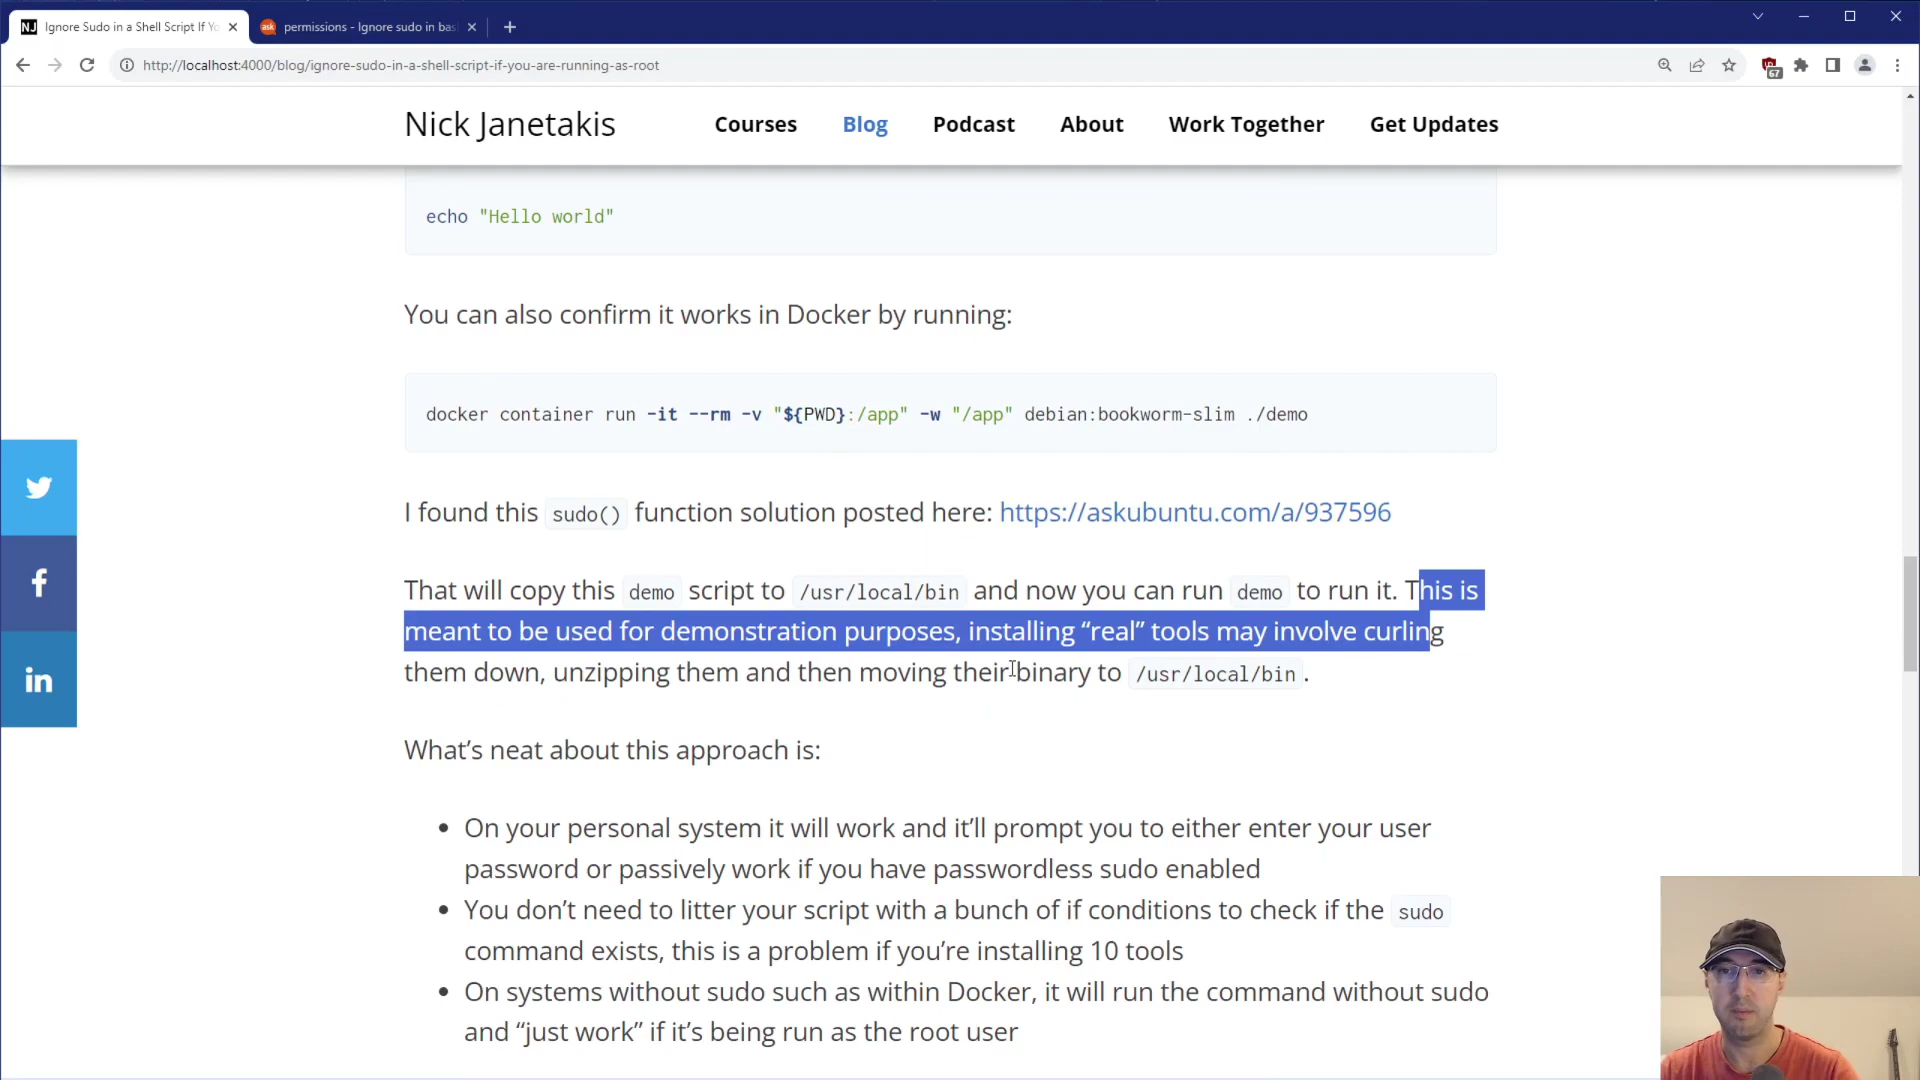 NJ Ignore Sudo in a Shell Script If Yo
ask permissions - Ignore sudo in bas
http://localhost:4000/blog/ignore-sudo-in-a-shell-script-if-you-are-running-as-root
67
Nick Janetakis
Courses
Blog
Podcast
About
Work Together
Get Updates
echo "Hello world"
You can also confirm it works in Docker by running:
docker container run -it --rm -v "${PWD}:/app" -w "/app" debian:bookworm-slim ./demo
I found this sudo() function solution posted here: https://askubuntu.com/a/937596
That will copy this demo script to /usr/local/bin and now you can run demo to run it. This is
meant to be used for demonstration purposes, installing “real” tools may involve curling
them down, unzipping them and then moving their binary to /usr/local/bin.
What’s neat about this approach is:
• On your personal system it will work and it’ll prompt you to either enter your user
password or passively work if you have passwordless sudo enabled
• You don’t need to litter your script with a bunch of if conditions to check if the sudo
command exists, this is a problem if you’re installing 10 tools
• On systems without sudo such as within Docker, it will run the command without sudo
and “just work” if it’s being run as the root user